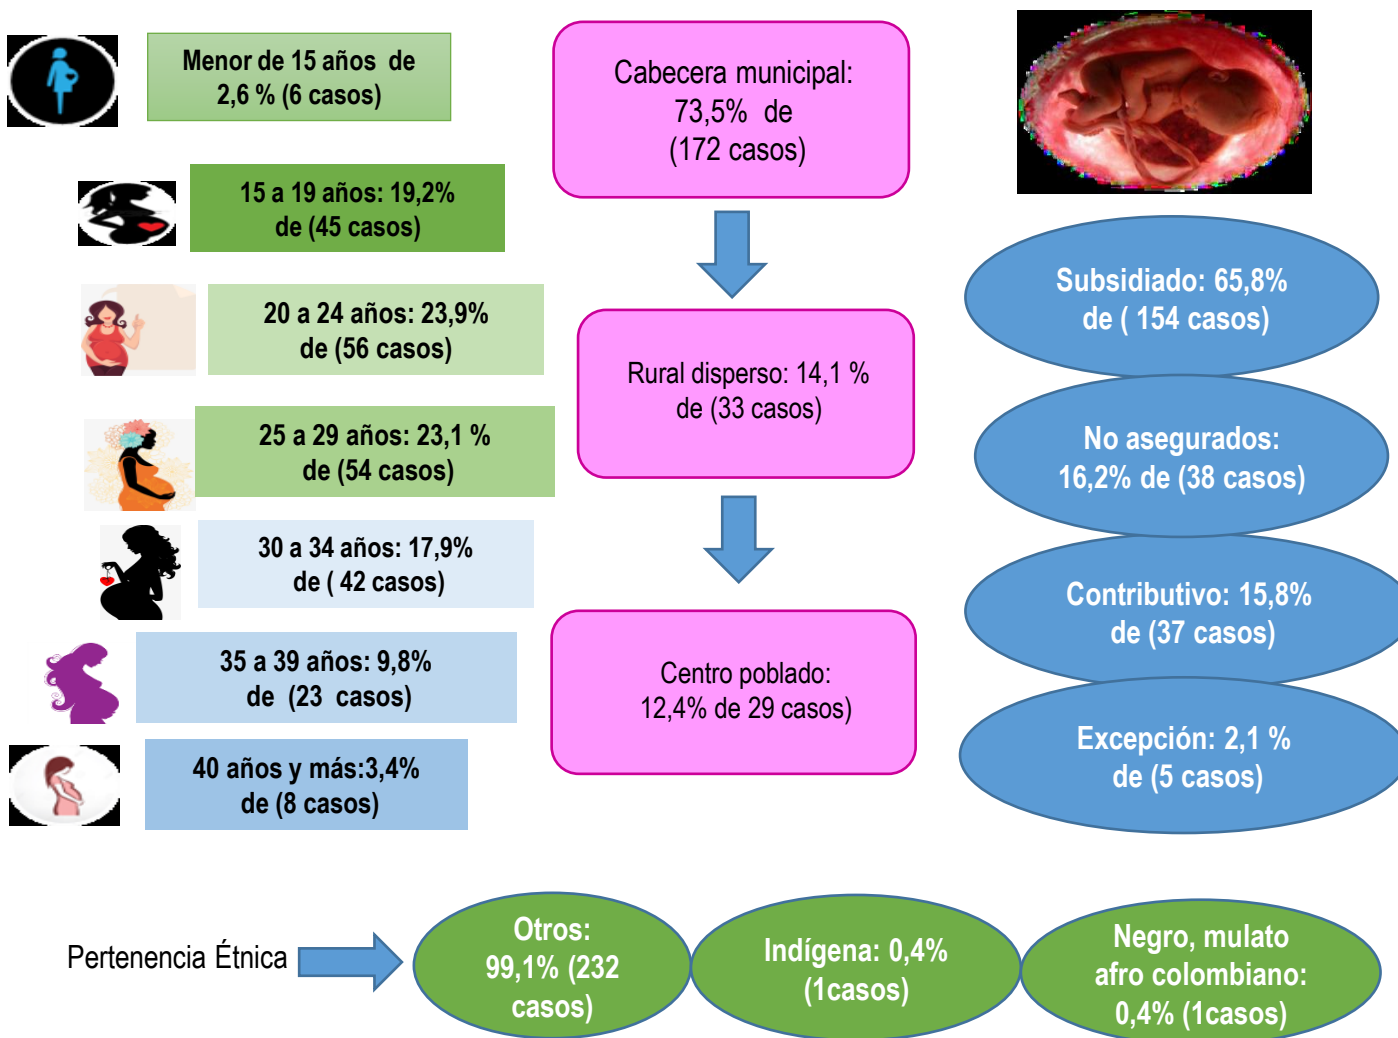 Menor de 15 años de
2,6 % (6 casos)
15 a 19 años: 19,2%
de (45 casos)
20 a 24 años: 23,9%
de (56 casos)
25 a 29 años: 23,1 %
de (54 casos)
30 a 34 años: 17,9%
de ( 42 casos)
35 a 39 años: 9,8%
de (23 casos)
40 años y más:3,4%
de (8 casos)
Cabecera municipal:
73,5% de
(172 casos)
Rural disperso: 14,1 %
de (33 casos)
Centro poblado:
12,4% de 29 casos)
Subsidiado: 65,8%
de ( 154 casos)
No asegurados:
16,2% de (38 casos)
Contributivo: 15,8%
de (37 casos)
Excepción: 2,1 %
de (5 casos)
Pertenencia Étnica
Otros:
99,1% (232
casos)
Indígena: 0,4%
(1casos)
Negro, mulato
afro colombiano:
0,4% (1casos)